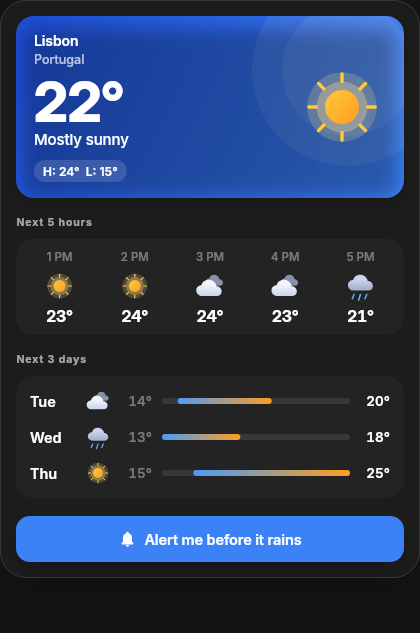 Lisbon
Portugal
22°
Mostly sunny
H: 24° L: 15°
Next 5 hours
1 PM 2 PM 3 PM 4 PM 5 PM
23° 24° 24° 23° 21°
Next 3 days
Tue 14° 20°
Wed 13° 18°
Thu 15° 25°
Alert me before it rains